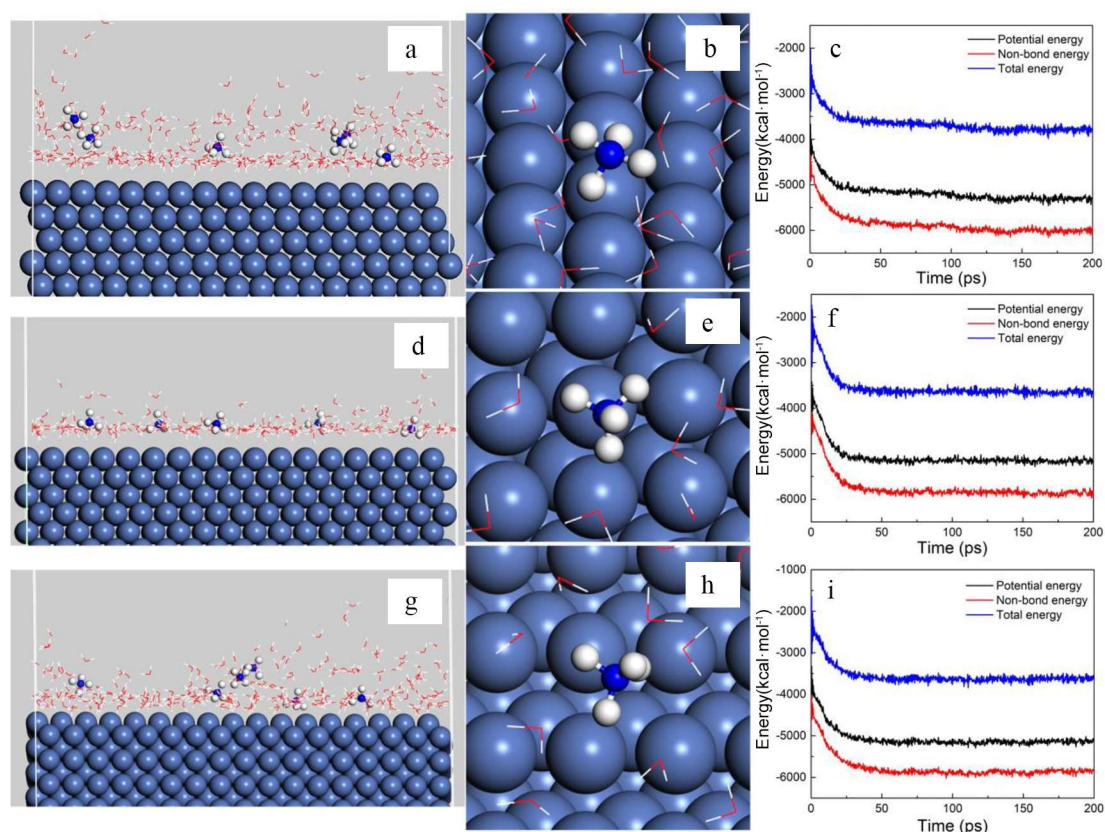 a
b
c
Potential energy
Non-bond energy
Total energy
-2000
-3000
-4000
-5000
-6000
Energy(kcal·mol⁻¹)
0 50 100 150 200
Time (ps)
d
e
f
Potential energy
Non-bond energy
Total energy
-2000
-3000
-4000
-5000
-6000
Energy(kcal·mol⁻¹)
0 50 100 150 200
Time (ps)
g
h
i
Potential energy
Non-bond energy
Total energy
-1000
-2000
-3000
-4000
-5000
-6000
Energy(kcal·mol⁻¹)
0 50 100 150 200
Time (ps)